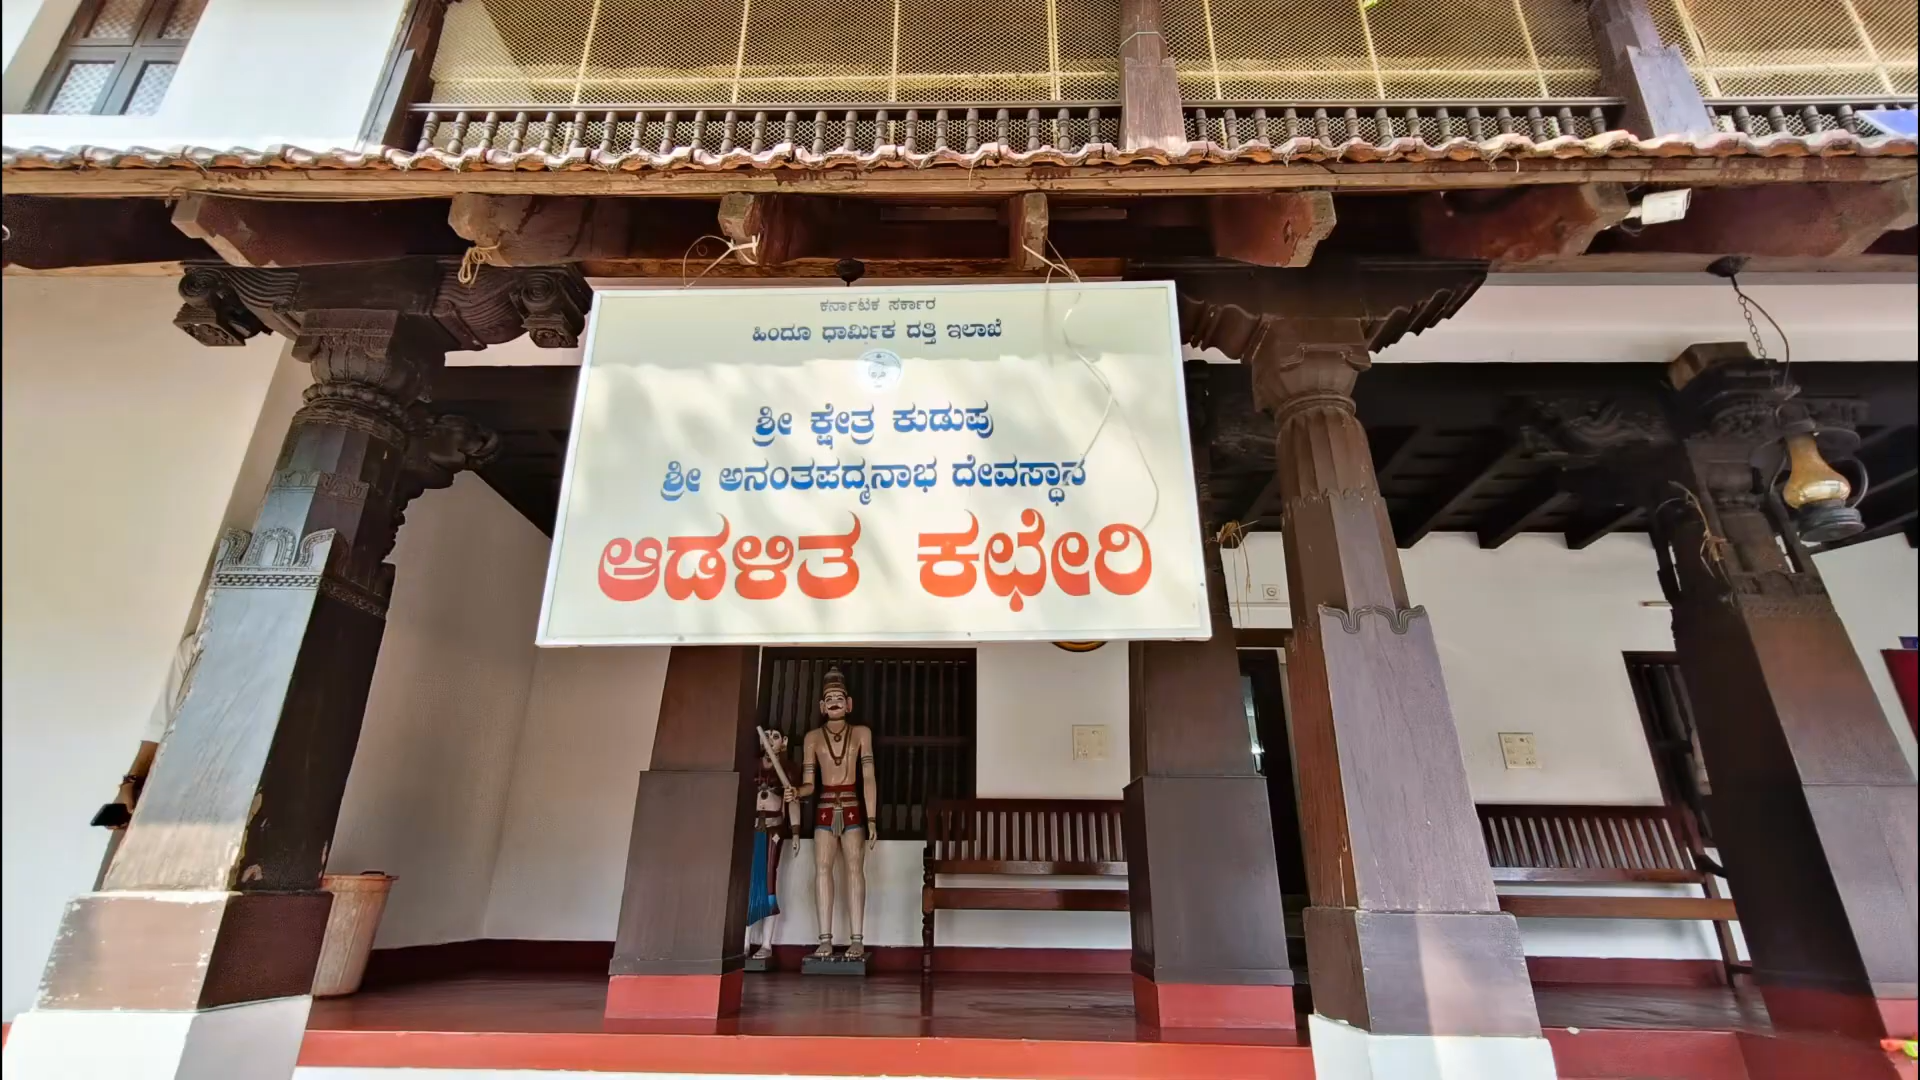 ಕರ್ನಾಟಕ ಸರ್ಕಾರ
ಹಿಂದೂ ಧಾರ್ಮಿಕ ದತ್ತಿ ಇಲಾಖೆ
ಶ್ರೀ ಕ್ಷೇತ್ರ ಕುಡುಪು
ಶ್ರೀ ಅನಂತಪದ್ಮನಾಭ ದೇವಸ್ಥಾನ
ಆಡಳಿತ ಕಛೇರಿ